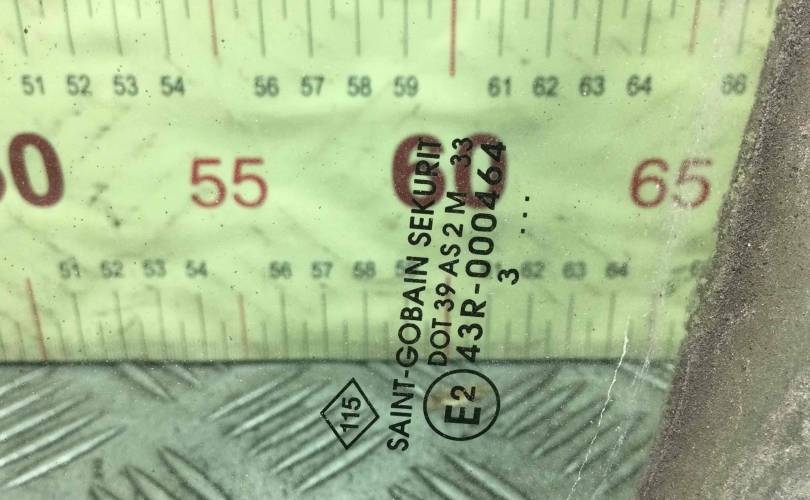 51 52 53 54 56 57 58 59 61 62 63 64 66
55 60 65
51 52 53 54 56 57 58 62 63 64
SAINT-GOBAIN SEKURIT
DOT 39 AS 2 M 33
E2 43R-000464
3 ...
115